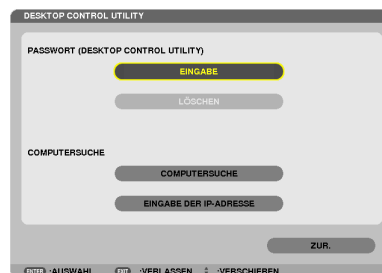 DESKTOP CONTROL UTILITY
PASSWORT (DESKTOP CONTROL UTILITY)
EINGABE
LÖSCHEN
COMPUTERSUCHE
COMPUTERSUCHE
EINGABE DER IP-ADRESSE
ZUR.
ENTER :AUSWAHL EXIT :VERLASSEN :VERSCHIEBEN